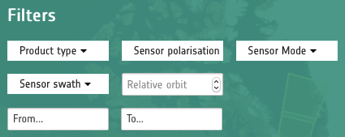 Filters
Product type
Sensor polarisation
Sensor Mode
Sensor swath
Relative orbit
From...
To...